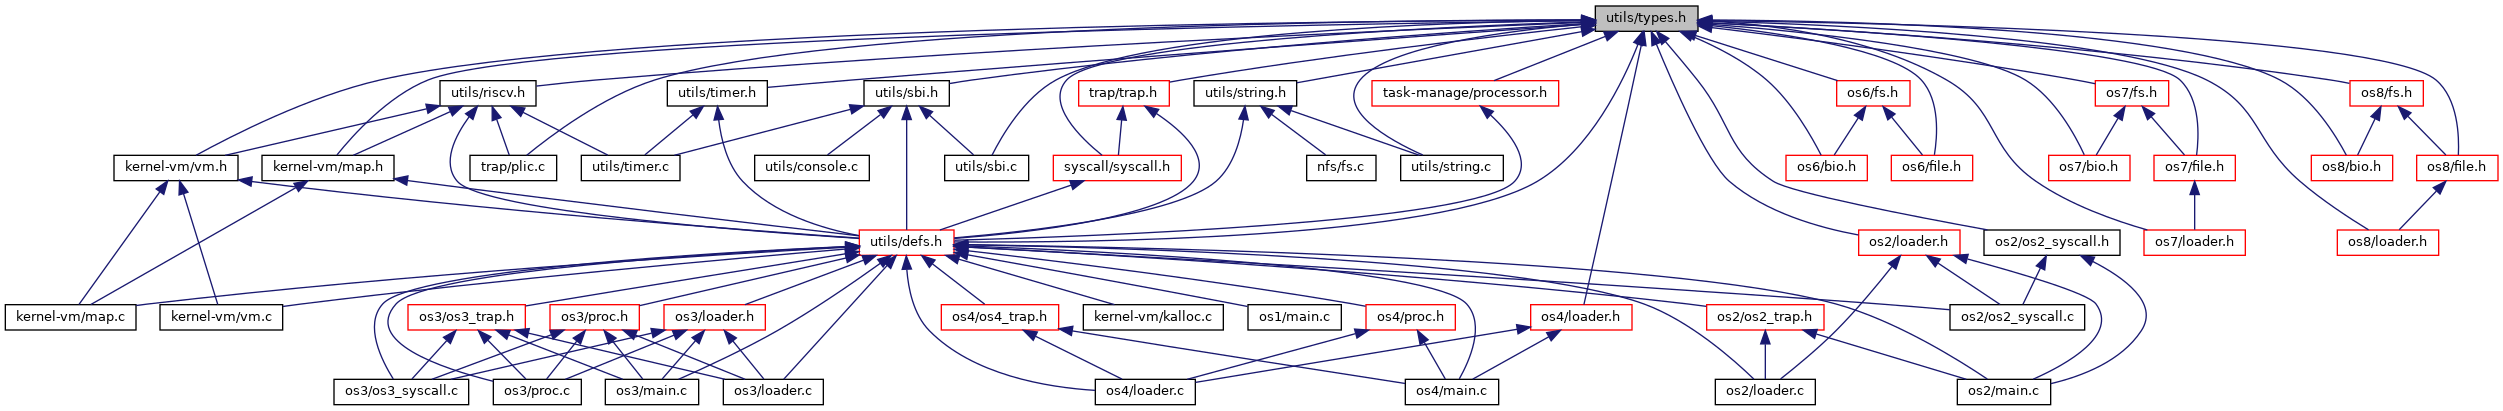 utils/types.h
utils/riscv.h
utils/timer.h
utils/sbi.h
trap/trap.h
utils/string.h
task-manage/processor.h
os6/fs.h
os7/fs.h
os8/fs.h
kernel-vm/vm.h
kernel-vm/map.h
trap/plic.c
utils/timer.c
utils/console.c
utils/sbi.c
syscall/syscall.h
nfs/fs.c
utils/string.c
os6/bio.h
os6/file.h
os7/bio.h
os7/file.h
os8/bio.h
os8/file.h
utils/defs.h
os2/loader.h
os2/os2_syscall.h
os7/loader.h
os8/loader.h
kernel-vm/map.c
kernel-vm/vm.c
os3/os3_trap.h
os3/proc.h
os3/loader.h
os4/os4_trap.h
kernel-vm/kalloc.c
os1/main.c
os4/proc.h
os4/loader.h
os2/os2_trap.h
os2/os2_syscall.c
os3/os3_syscall.c
os3/proc.c
os3/main.c
os3/loader.c
os4/loader.c
os4/main.c
os2/loader.c
os2/main.c